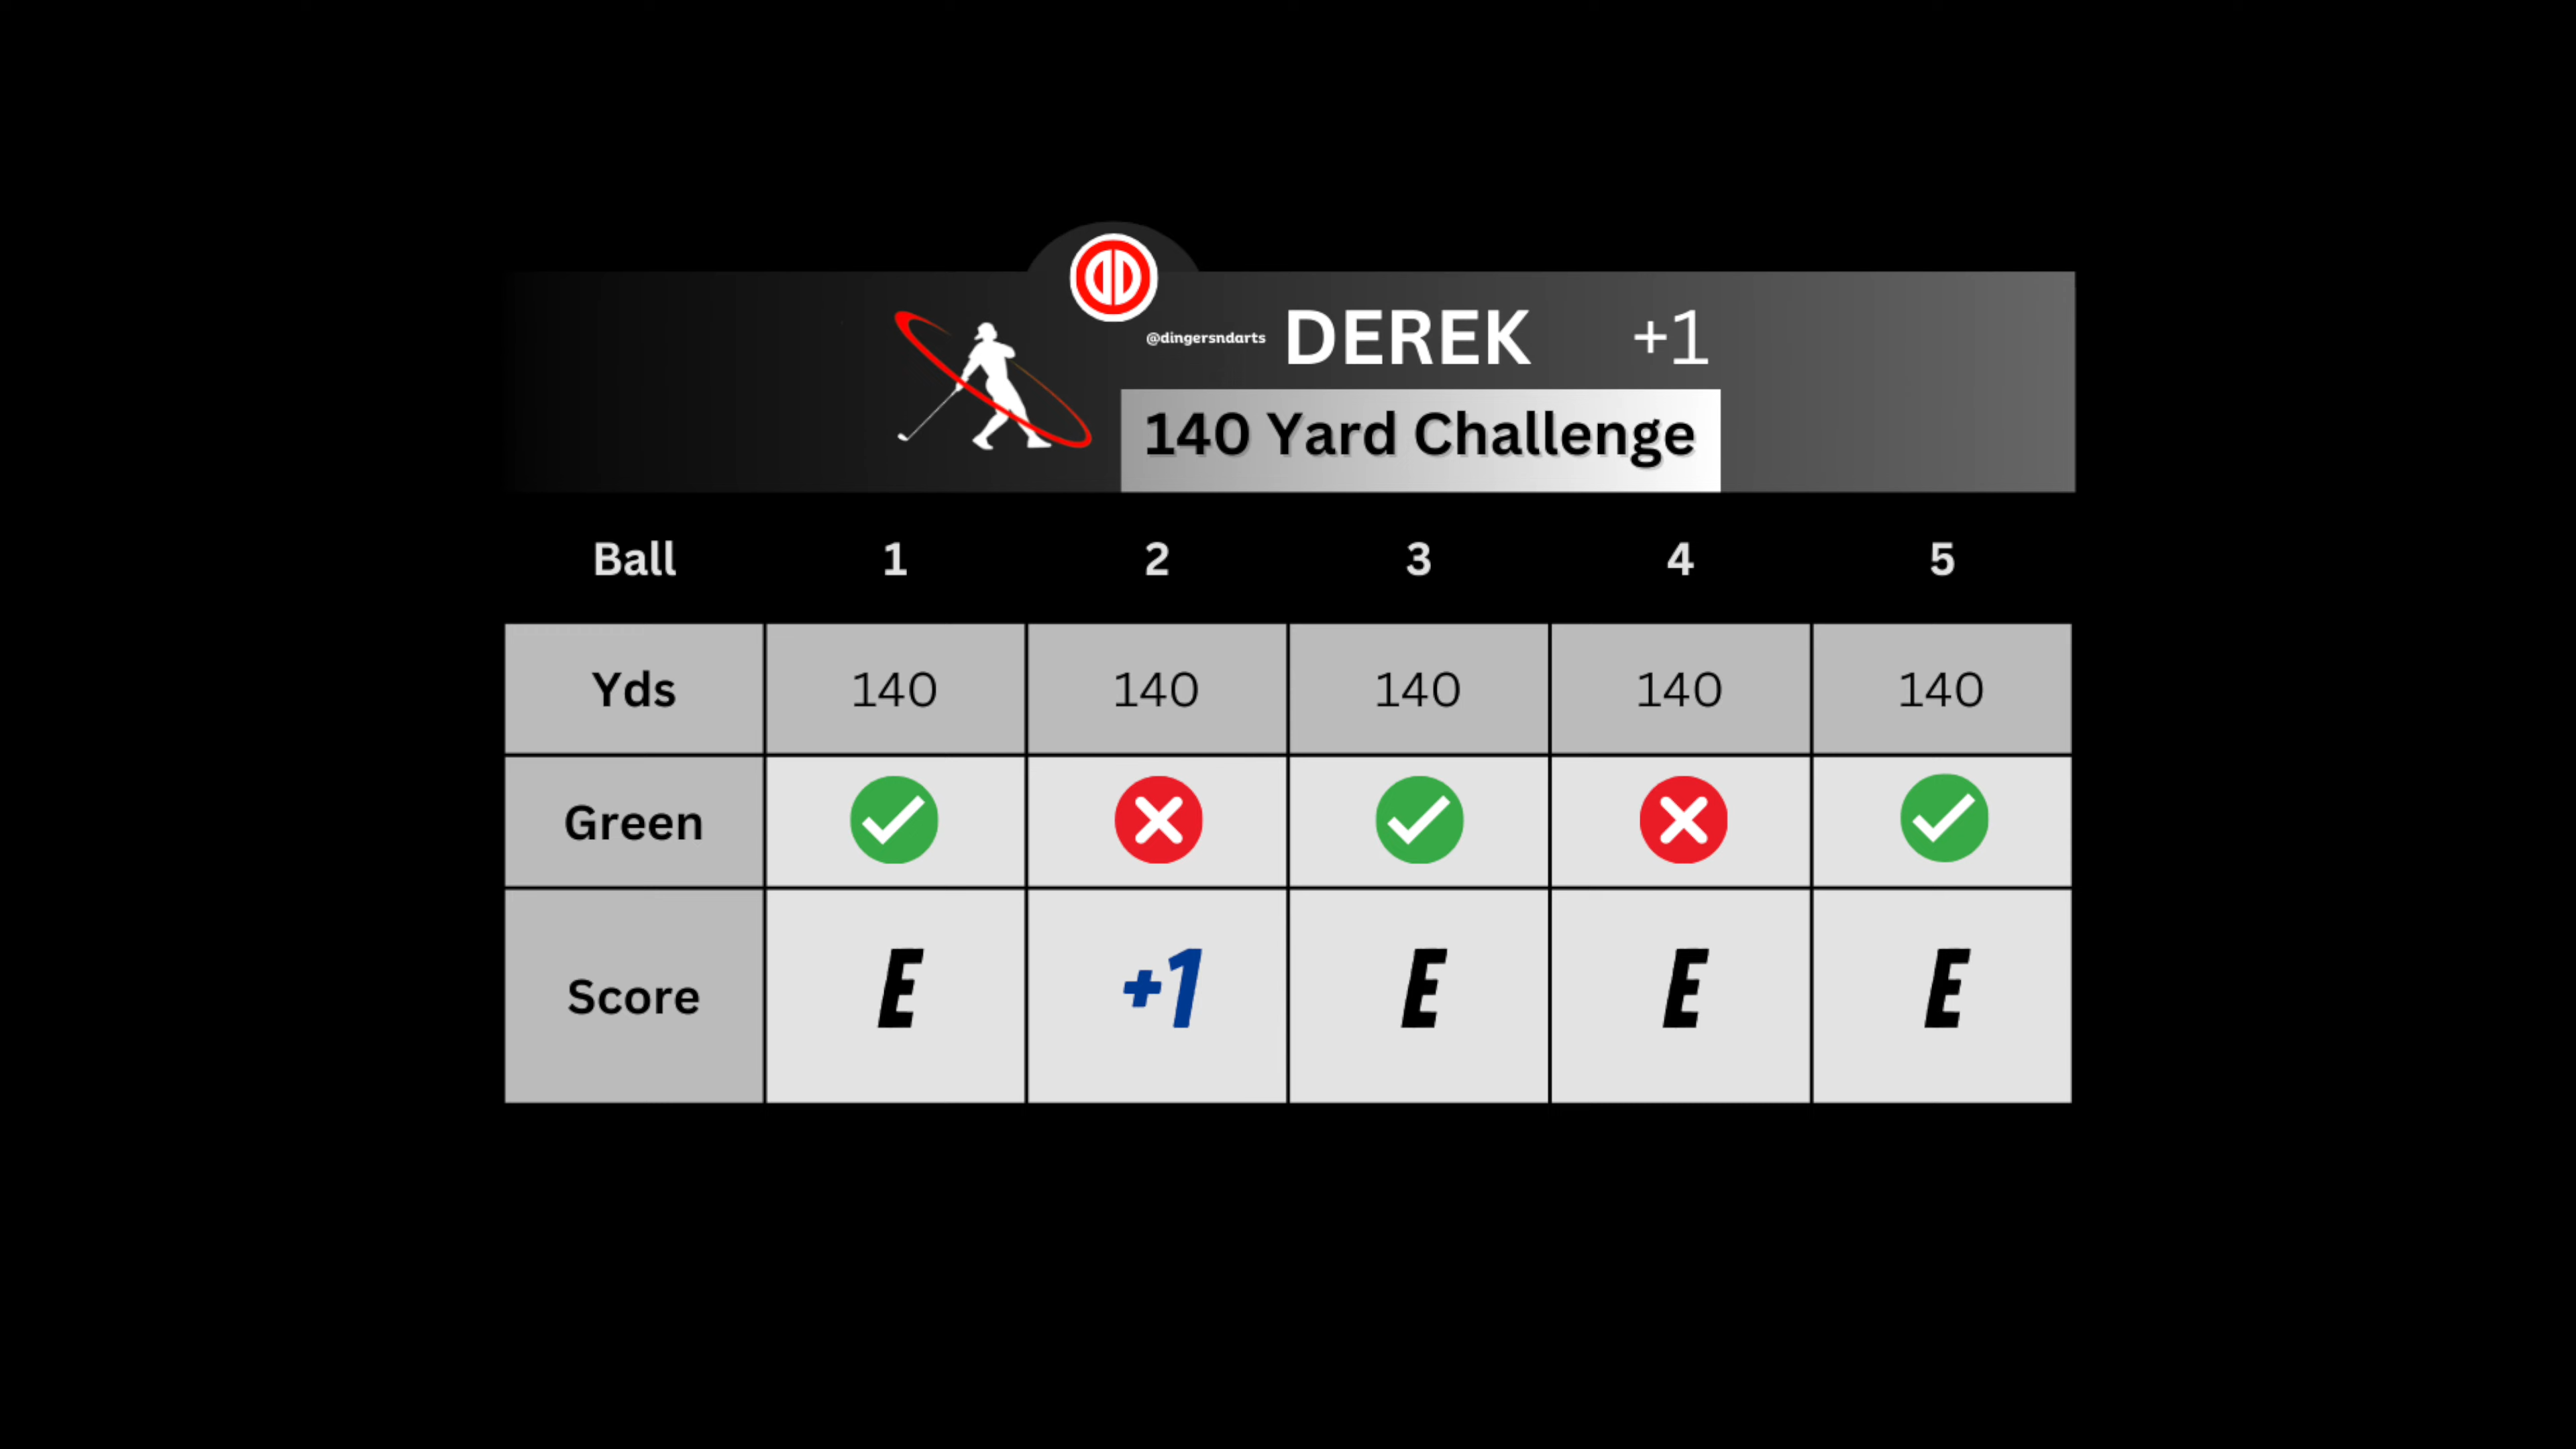 @dingersndarts DEREK +1
140 Yard Challenge
Ball 1 2 3 4 5
Yds 140 140 140 140 140
Green
Score E +1 E E E